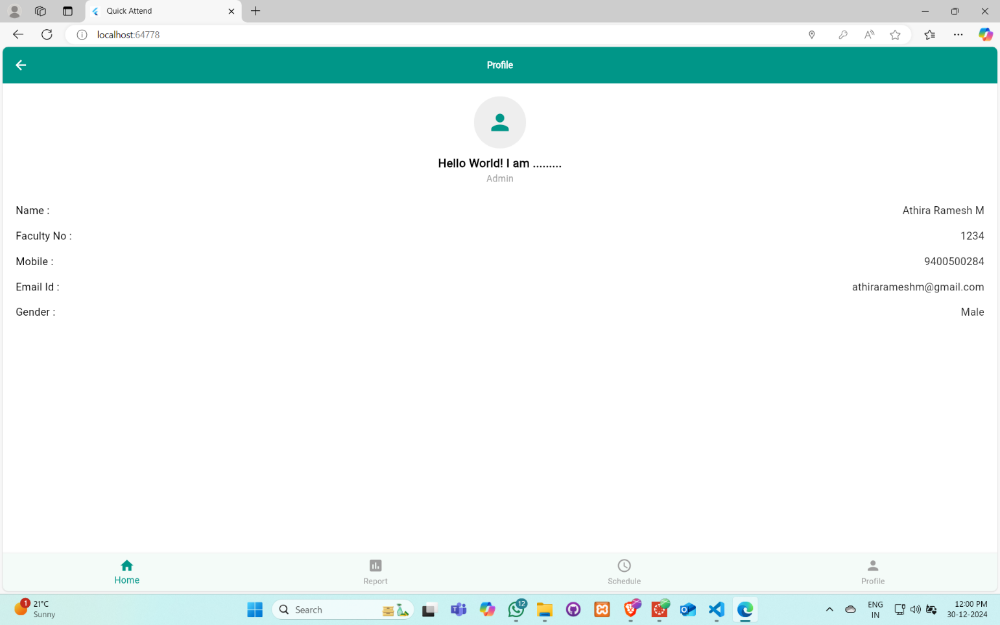 Quick Attend
localhost:64778
Profile
Hello World! I am .........
Admin
Name : Athira Ramesh M
Faculty No : 1234
Mobile : 9400500284
Email Id : athirarameshm@gmail.com
Gender : Male
Home Report Schedule Profile
1 21°C
Sunny
Search
12
ENG
IN
12:00 PM
30-12-2024